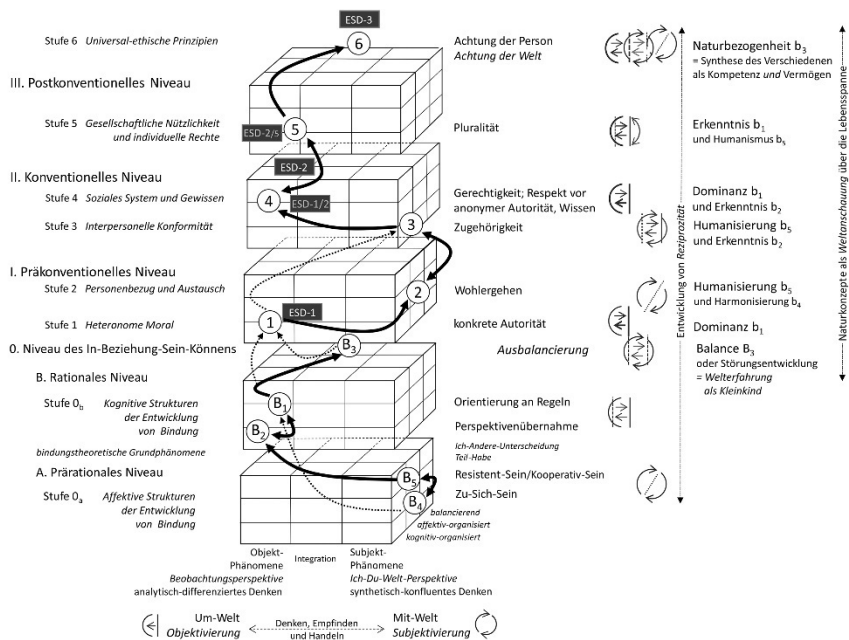 ESD-3
Stufe 6 Universal-ethische Prinzipien
6
Achtung der Person
Achtung der Welt
Naturbezogenheit b3
= Synthese des Verschiedenen
als Kompetenz und Vermögen
III. Postkonventionelles Niveau
Stufe 5 Gesellschaftliche Nützlichkeit
und individuelle Rechte
ESD-2/s
5
Pluralität
Erkenntnis b1
und Humanismus b5
ESD-2
II. Konventionelles Niveau
Stufe 4 Soziales System und Gewissen
4
ESD-1/2
Gerechtigkeit; Respekt vor
anonymer Autorität, Wissen
Dominanz b1
und Erkenntnis b2
Stufe 3 Interpersonelle Konformität
3
Zugehörigkeit
Humanisierung b5
und Erkenntnis b2
I. Präkonventionelles Niveau
Stufe 2 Personenbezug und Austausch
2
Wohlergehen
Humanisierung b5
und Harmonisierung b4
Stufe 1 Heteronome Moral
1
ESD-1
konkrete Autorität
Dominanz b1
0. Niveau des In-Beziehung-Sein-Könnens
B3
Ausbalancierung
Balance B3
oder Störungsentwicklung
= Welterfahrung
als Kleinkind
B. Rationales Niveau
Stufe 0b Kognitive Strukturen
der Entwicklung
von Bindung
B1
B2
Orientierung an Regeln
Perspektivenübernahme
Ich-Andere-Unterscheidung
Teil-Habe
bindungstheoretische Grundphänomene
A. Prärationales Niveau
Stufe 0a Affektive Strukturen
der Entwicklung
von Bindung
B5
B4
Resistent-Sein/Kooperativ-Sein
Zu-Sich-Sein
balancierend
affektiv-organisiert
kognitiv-organisiert
Entwicklung von Reziprozität
Naturkonzepte als Weltanschauung über die Lebensspanne
Objekt-
Phänomene
Beobachtungsperspektive
analytisch-differenziertes Denken
Integration
Subjekt-
Phänomene
Ich-Du-Welt-Perspektive
synthetisch-konfluentes Denken
Um-Welt
Objektivierung
Denken, Empfinden
und Handeln
Mit-Welt
Subjektivierung